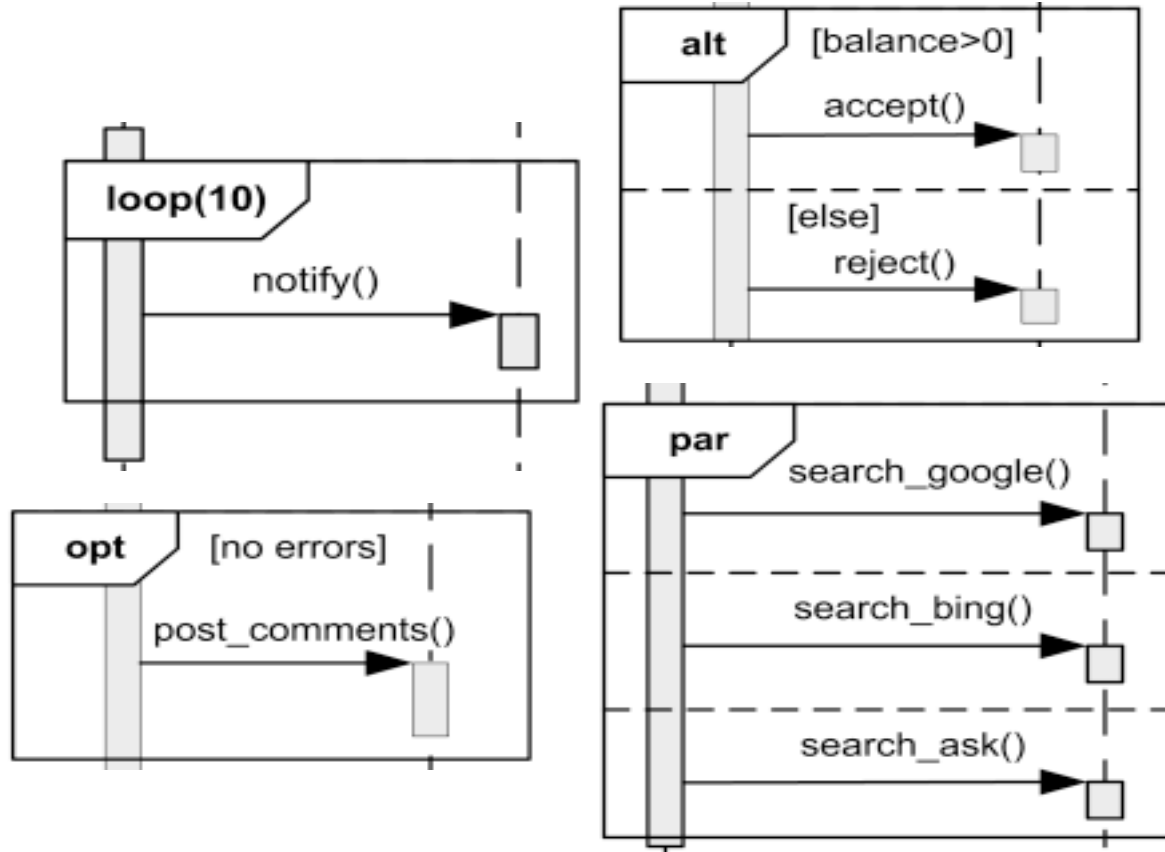 loop(10)
notify()
alt [balance>0]
accept()
[else]
reject()
opt [no errors]
post_comments()
par
search_google()
search_bing()
search_ask()